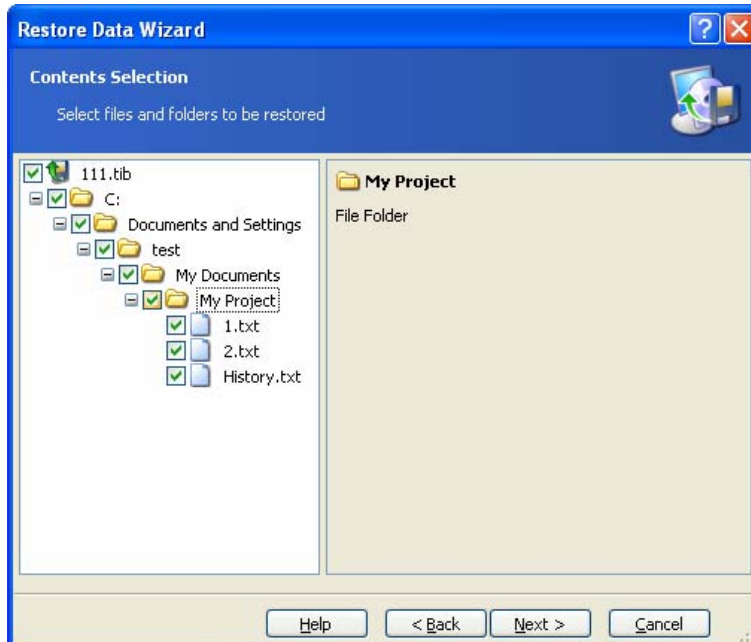 Restore Data Wizard
Contents Selection
Select files and folders to be restored
111.tib
C:
Documents and Settings
test
My Documents
My Project
1.txt
2.txt
History.txt
My Project
File Folder
Help
< Back
Next >
Cancel